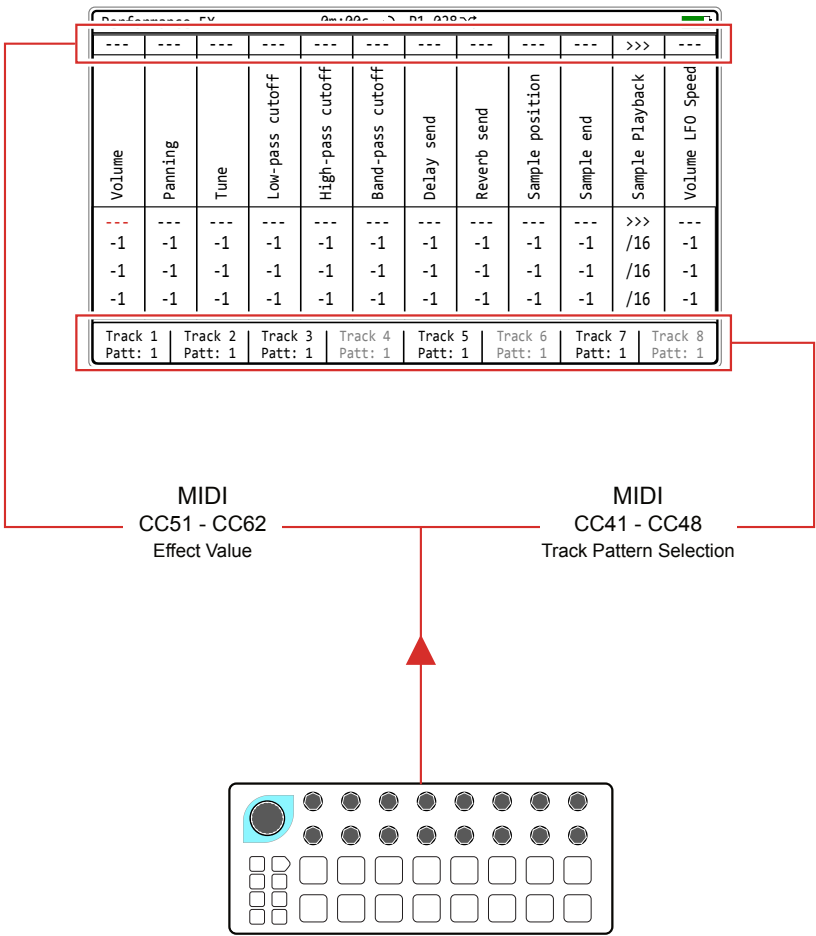 --- --- --- --- --- --- --- --- --- --- >>> ---
Volume
Panning
Tune
Low-pass cutoff
High-pass cutoff
Band-pass cutoff
Delay send
Reverb send
Sample position
Sample end
Sample Playback
Volume LFO Speed
--- --- --- --- --- --- --- --- --- --- >>> ---
-1 -1 -1 -1 -1 -1 -1 -1 -1 -1 /16 -1
-1 -1 -1 -1 -1 -1 -1 -1 -1 -1 /16 -1
-1 -1 -1 -1 -1 -1 -1 -1 -1 -1 /16 -1
Track 1 Track 2 Track 3 Track 4 Track 5 Track 6 Track 7 Track 8
Patt: 1 Patt: 1 Patt: 1 Patt: 1 Patt: 1 Patt: 1 Patt: 1 Patt: 1
MIDI
CC51 - CC62
Effect Value
MIDI
CC41 - CC48
Track Pattern Selection